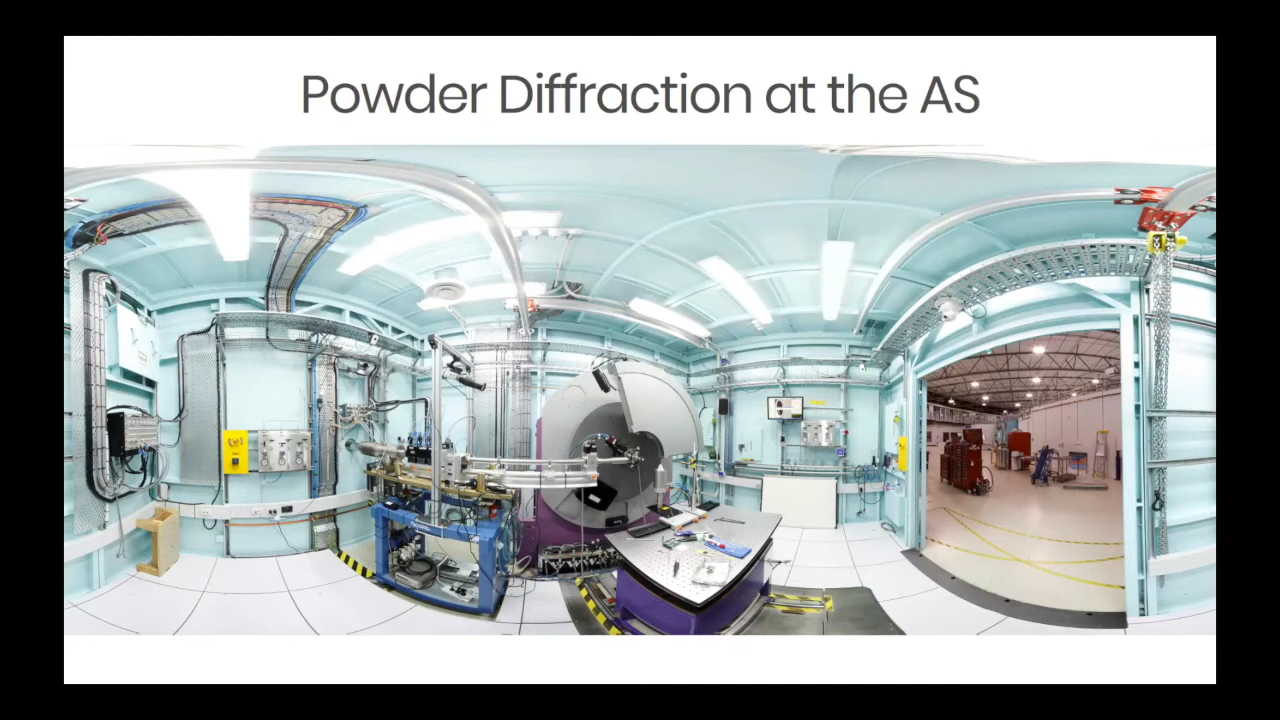 Powder Diffraction at the AS